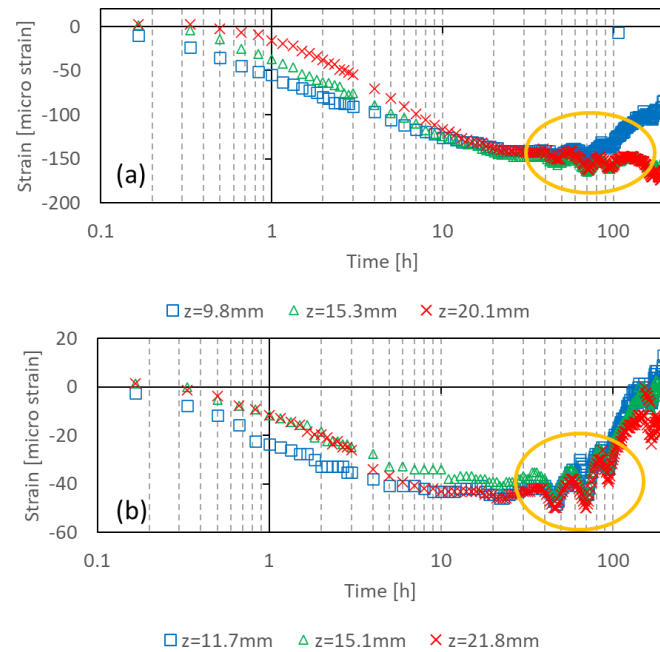 0
-50
-100
-150
-200
Strain [micro strain]
(a)
0.1 1 10 100
Time [h]
z=9.8mm z=15.3mm z=20.1mm
20
0
-20
-40
-60
Strain [micro strain]
(b)
0.1 1 10 100
Time [h]
z=11.7mm z=15.1mm z=21.8mm